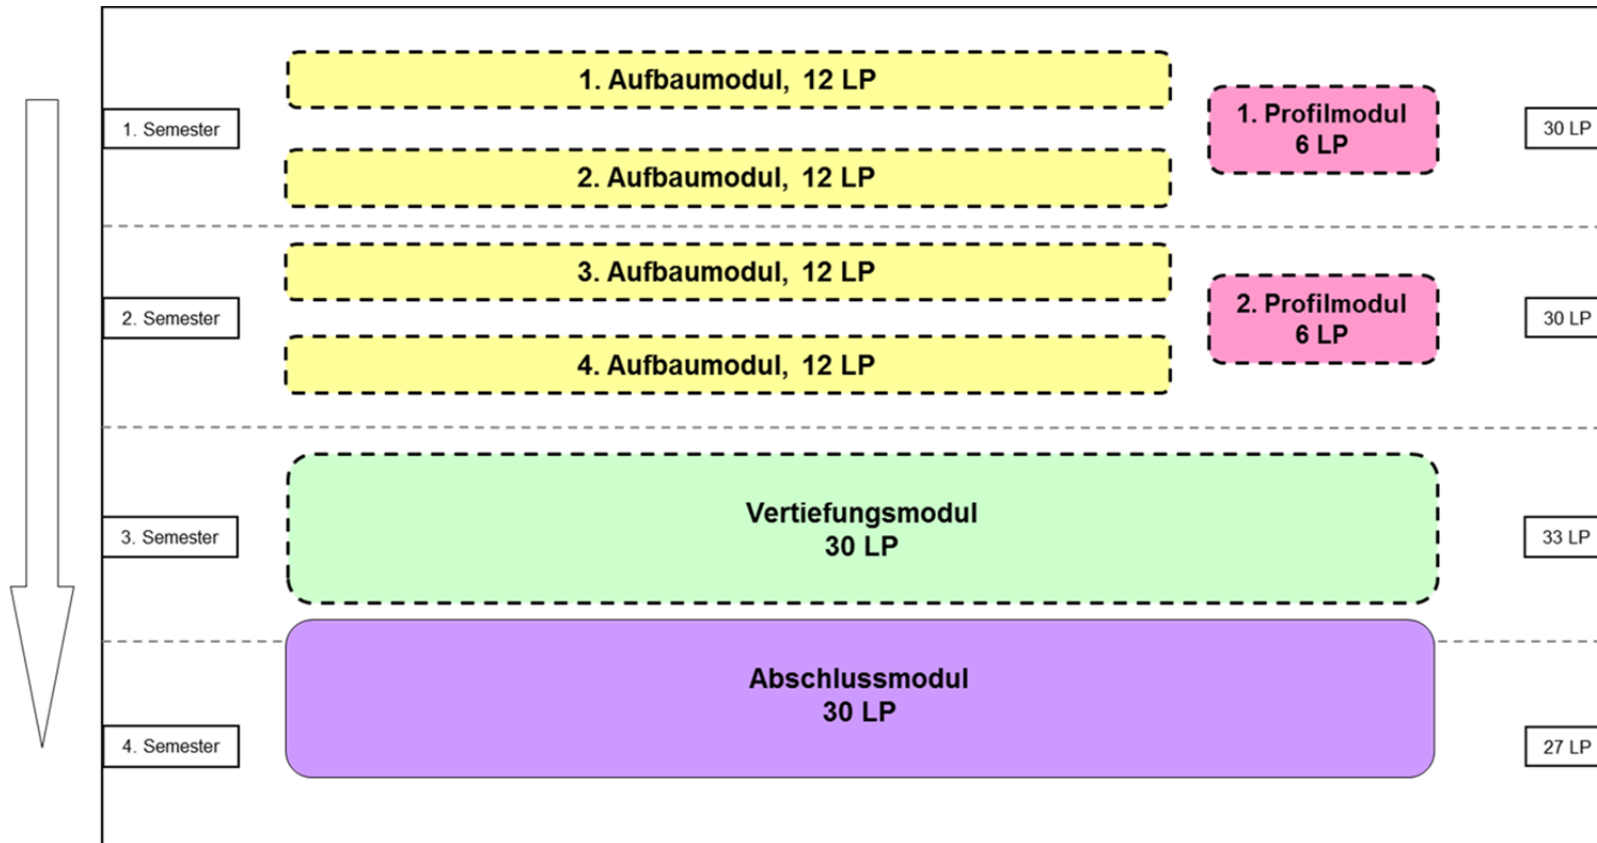 1. Aufbaumodul, 12 LP
1. Semester
1. Profilmodul
6 LP
30 LP
2. Aufbaumodul, 12 LP
3. Aufbaumodul, 12 LP
2. Semester
2. Profilmodul
6 LP
30 LP
4. Aufbaumodul, 12 LP
3. Semester
Vertiefungsmodul
30 LP
33 LP
Abschlussmodul
30 LP
4. Semester
27 LP